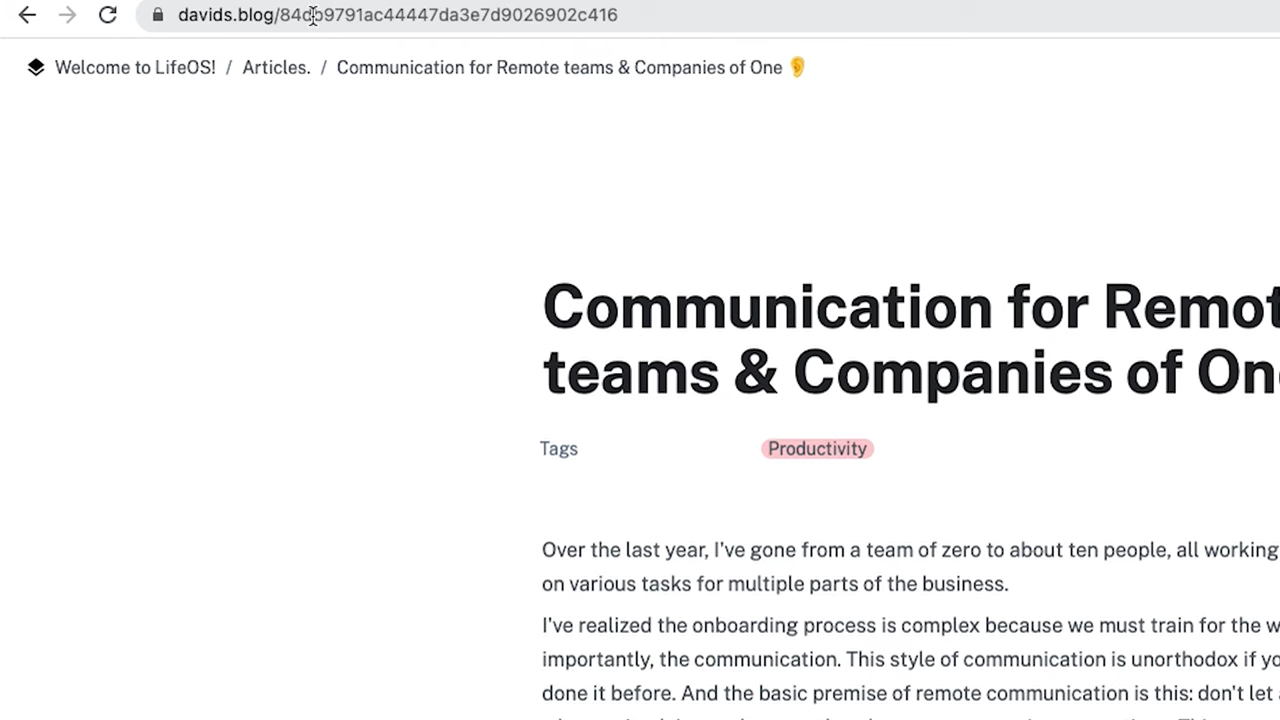 davids.blog/84db9791ac44447da3e7d9026902c416
Welcome to LifeOS! / Articles. / Communication for Remote teams & Companies of One
Communication for Remot
teams & Companies of On
Tags Productivity
Over the last year, I've gone from a team of zero to about ten people, all working
on various tasks for multiple parts of the business.
I've realized the onboarding process is complex because we must train for the w
importantly, the communication. This style of communication is unorthodox if yo
done it before. And the basic premise of remote communication is this: don't let